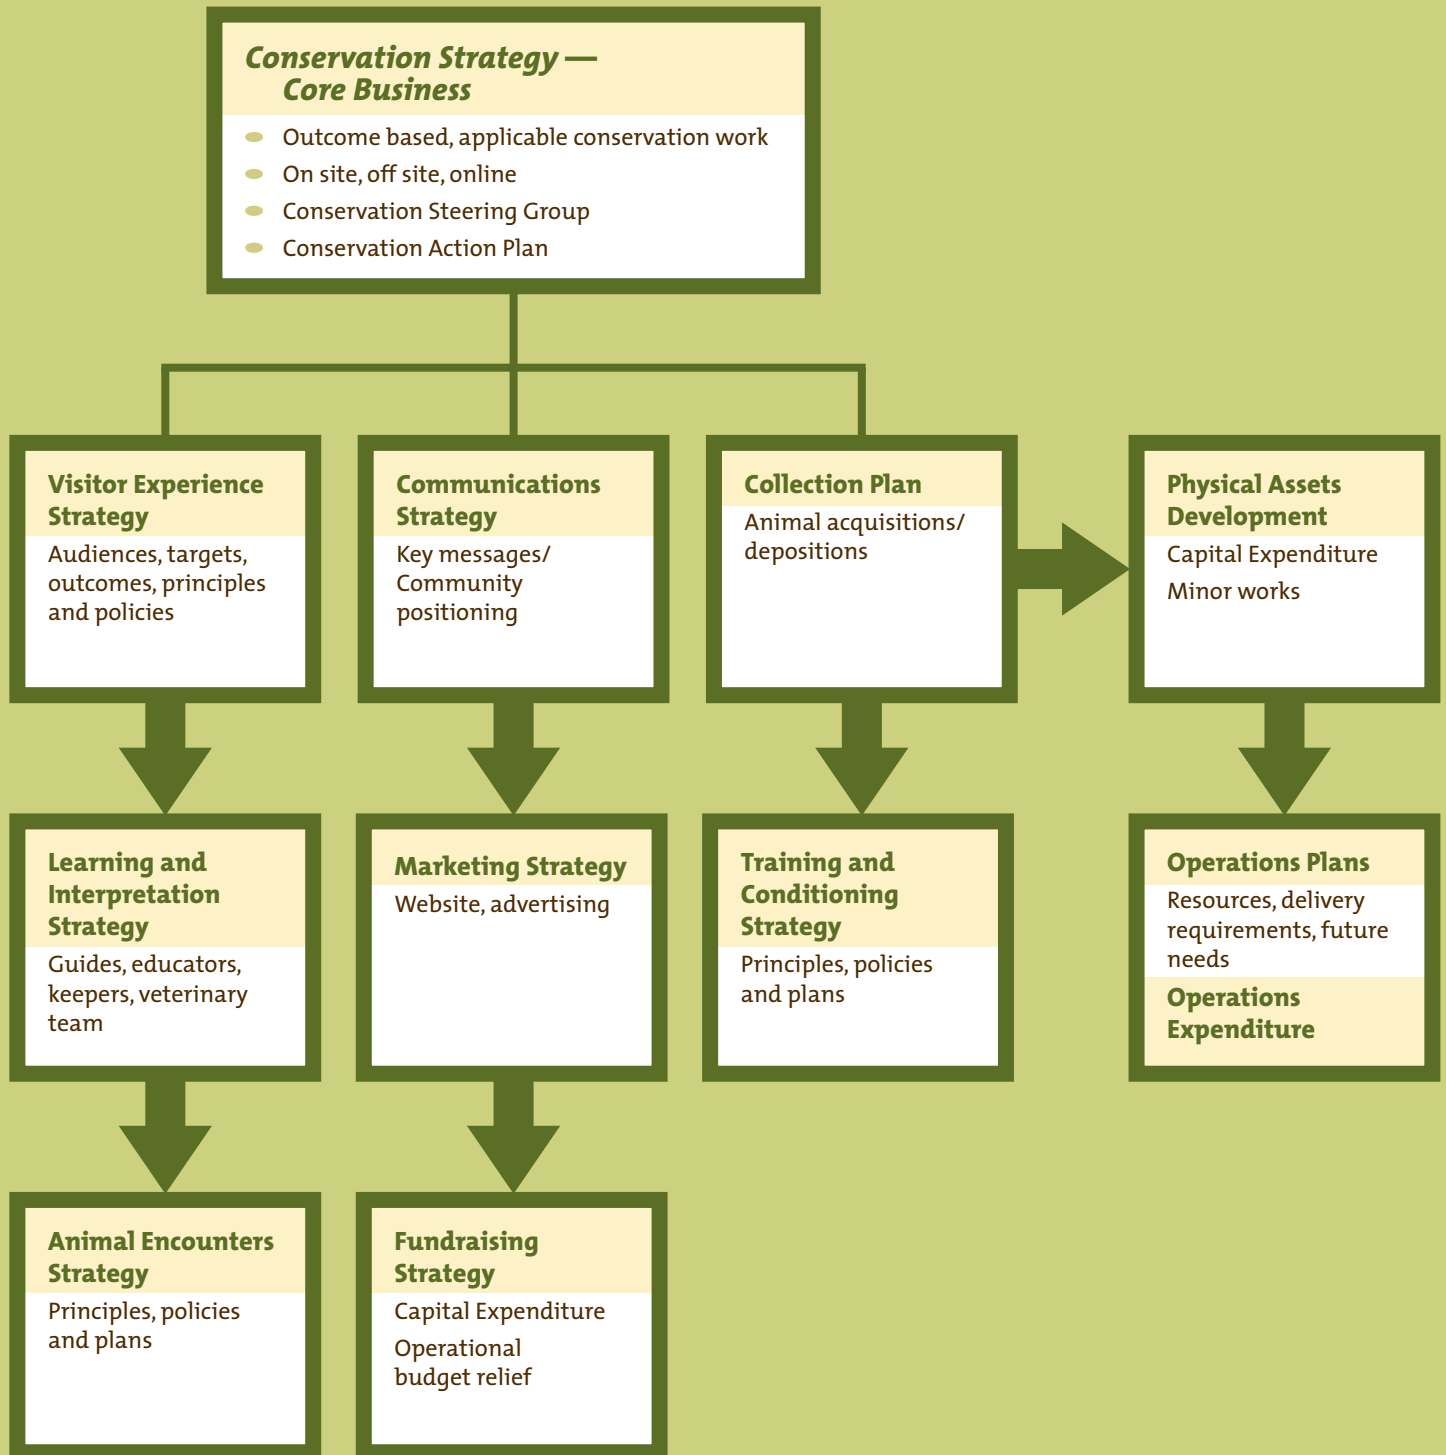 Conservation Strategy —
Core Business
Outcome based, applicable conservation work
On site, off site, online
Conservation Steering Group
Conservation Action Plan
Visitor Experience
Strategy
Audiences, targets,
outcomes, principles
and policies
Communications
Strategy
Key messages/
Community
positioning
Collection Plan
Animal acquisitions/
depositions
Physical Assets
Development
Capital Expenditure
Minor works
Learning and
Interpretation
Strategy
Guides, educators,
keepers, veterinary
team
Marketing Strategy
Website, advertising
Training and
Conditioning
Strategy
Principles, policies
and plans
Operations Plans
Resources, delivery
requirements, future
needs
Operations
Expenditure
Animal Encounters
Strategy
Principles, policies
and plans
Fundraising
Strategy
Capital Expenditure
Operational
budget relief